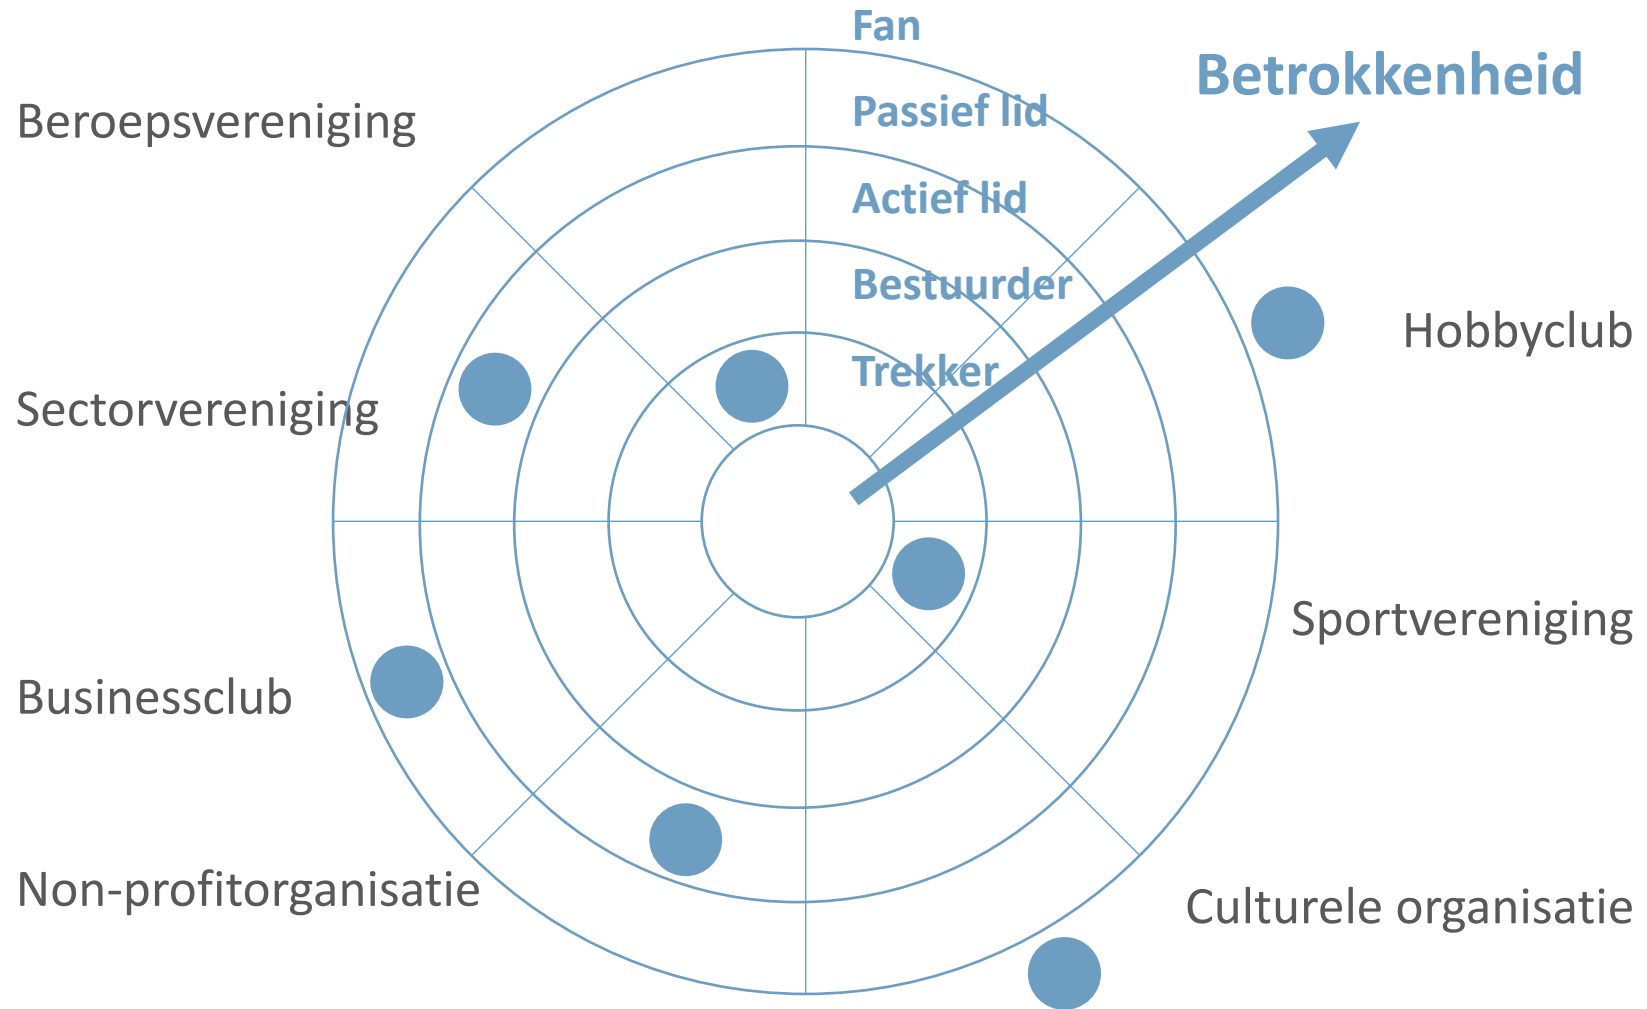 Fan
Betrokkenheid
Passief lid
Beroepsvereniging
Actief lid
Bestuurder
Hobbyclub
Trekker
Sectorvereniging
Sportvereniging
Businessclub
Non-profitorganisatie
Culturele organisatie